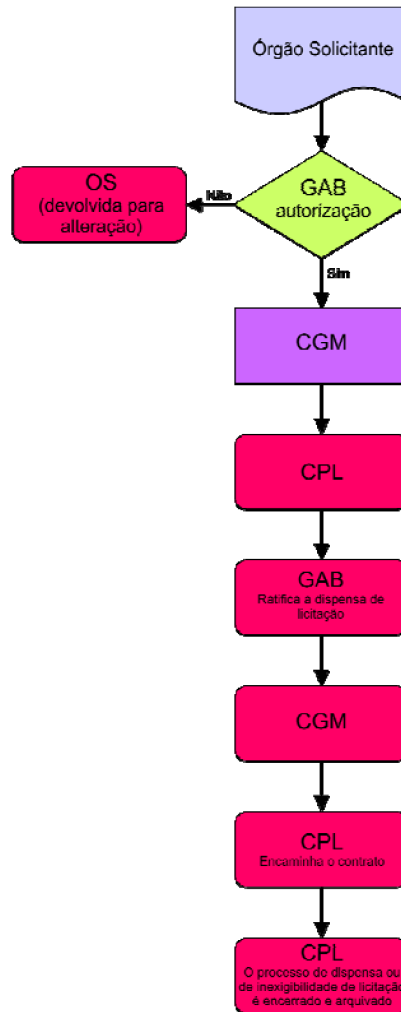 Órgão Solicitante
GAB
autorização
Não
OS
(devolvida para
alteração)
Sim
CGM
CPL
GAB
Ratifica a dispensa de
licitação
CGM
CPL
Encaminha o contrato
CPL
O processo de dispensa ou
de inexigibilidade de licitação
é encerrado e arquivado